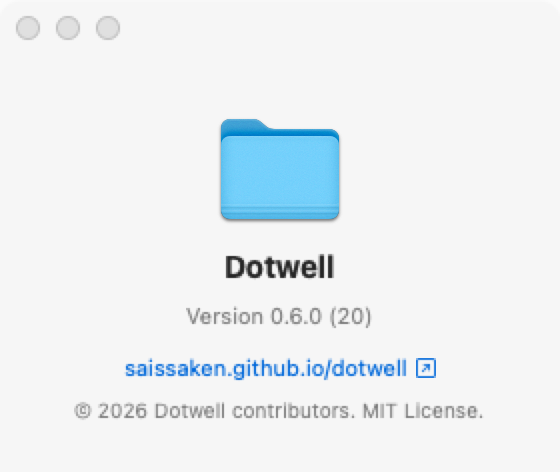 Dotwell
Version 0.6.0 (20)
saissaken.github.io/dotwell
© 2026 Dotwell contributors. MIT License.